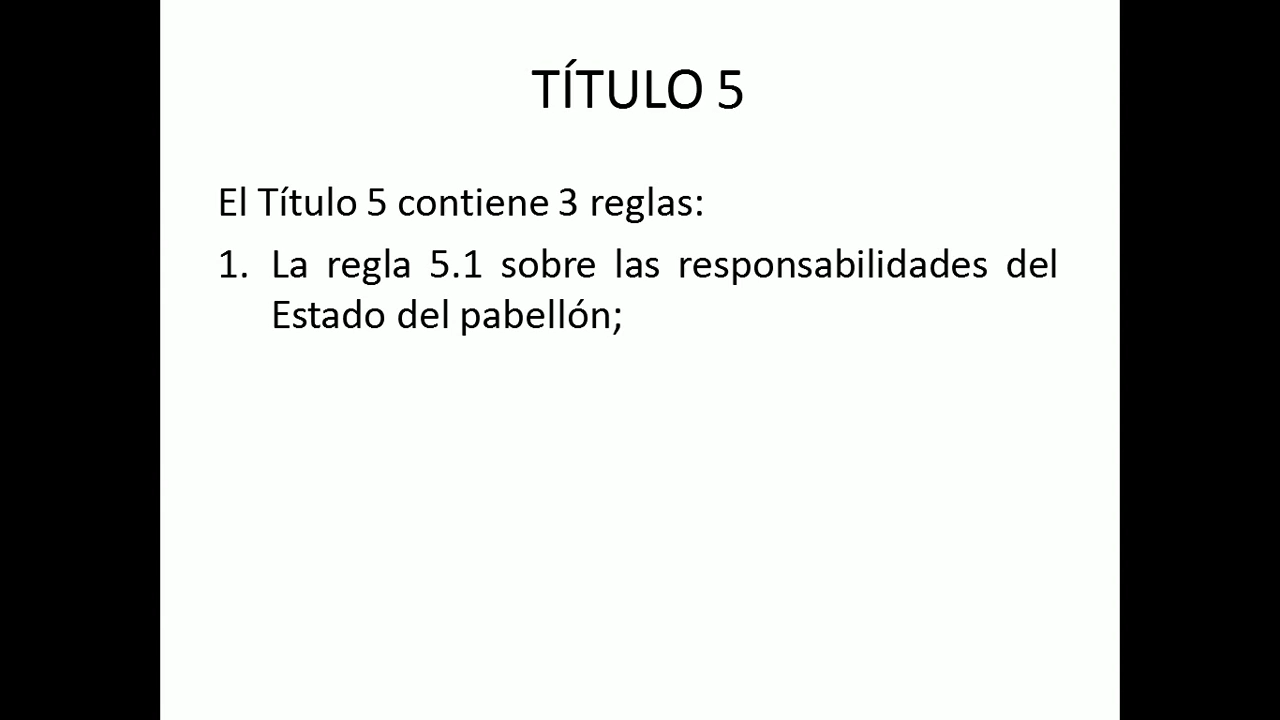 TÍTULO 5
El Título 5 contiene 3 reglas:
1. La regla 5.1 sobre las responsabilidades del
Estado del pabellón;